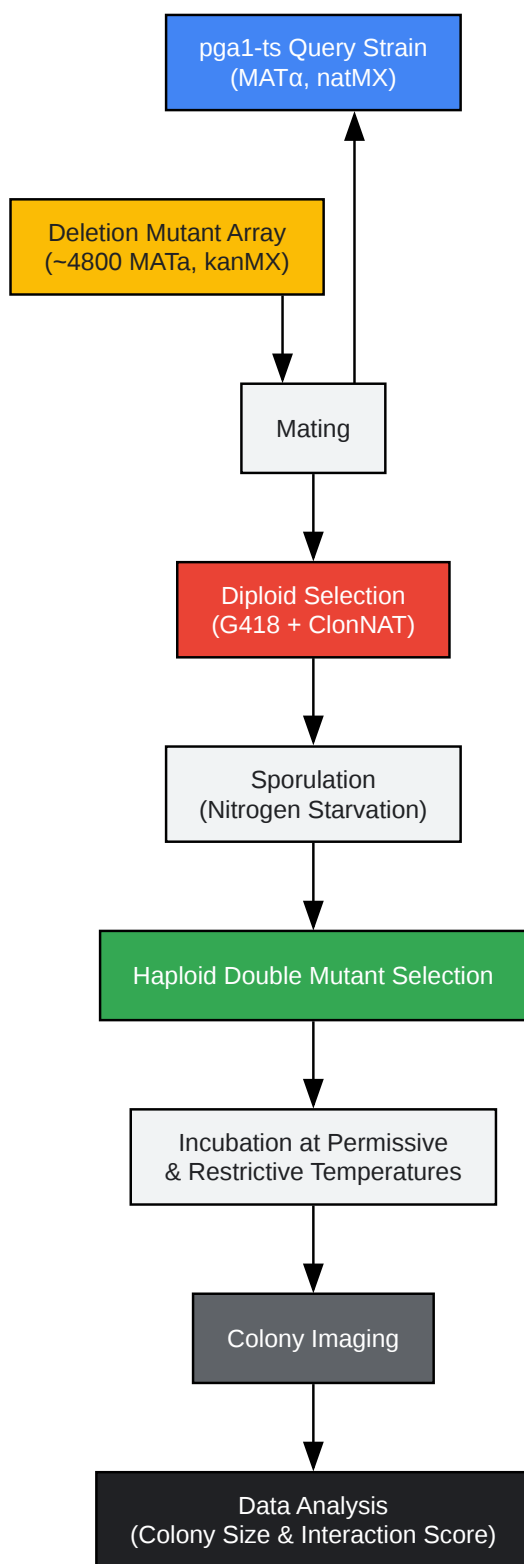 pga1-ts Query Strain
(MATα, natMX)
Deletion Mutant Array
(~4800 MATa, kanMX)
Mating
Diploid Selection
(G418 + ClonNAT)
Sporulation
(Nitrogen Starvation)
Haploid Double Mutant Selection
Incubation at Permissive
& Restrictive Temperatures
Colony Imaging
Data Analysis
(Colony Size & Interaction Score)